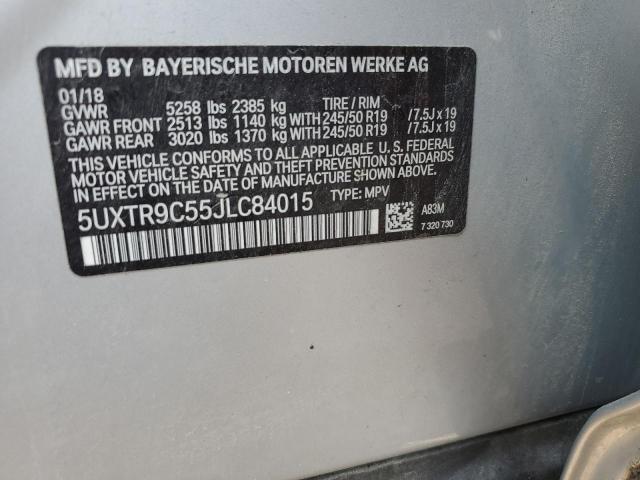 MFD BY BAYERISCHE MOTOREN WERKE AG
01/18
GVWR 5258 lbs 2385 kg TIRE / RIM
GAWR FRONT 2513 lbs 1140 kg WITH 245/50 R19 /7.5J x 19
GAWR REAR 3020 lbs 1370 kg WITH 245/50 R19 /7.5J x 19
THIS VEHICLE CONFORMS TO ALL APPLICABLE U. S. FEDERAL
MOTOR VEHICLE SAFETY AND THEFT PREVENTION STANDARDS
IN EFFECT ON THE DATE OF MANUFACTURE SHOWN ABOVE.
5UXTR9C55JLC84015 TYPE: MPV
A83M
7 320 730